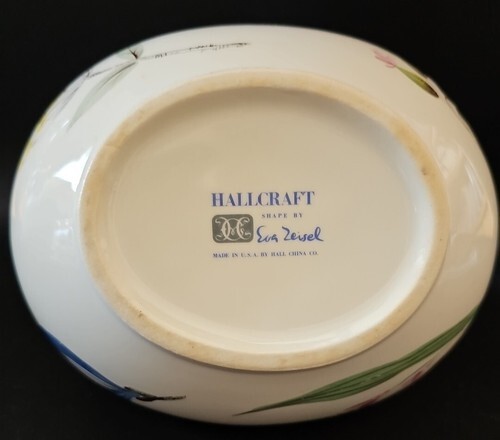 HALLCRAFT
SHAPE BY
Eva Zeisel
MADE IN U.S.A. BY HALL CHINA CO.